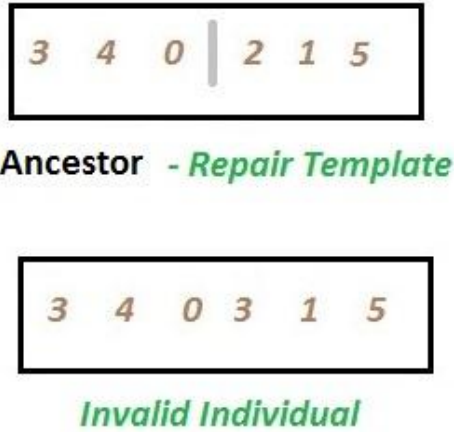 3 4 0 2 1 5
Ancestor - Repair Template
3 4 0 3 1 5
Invalid Individual